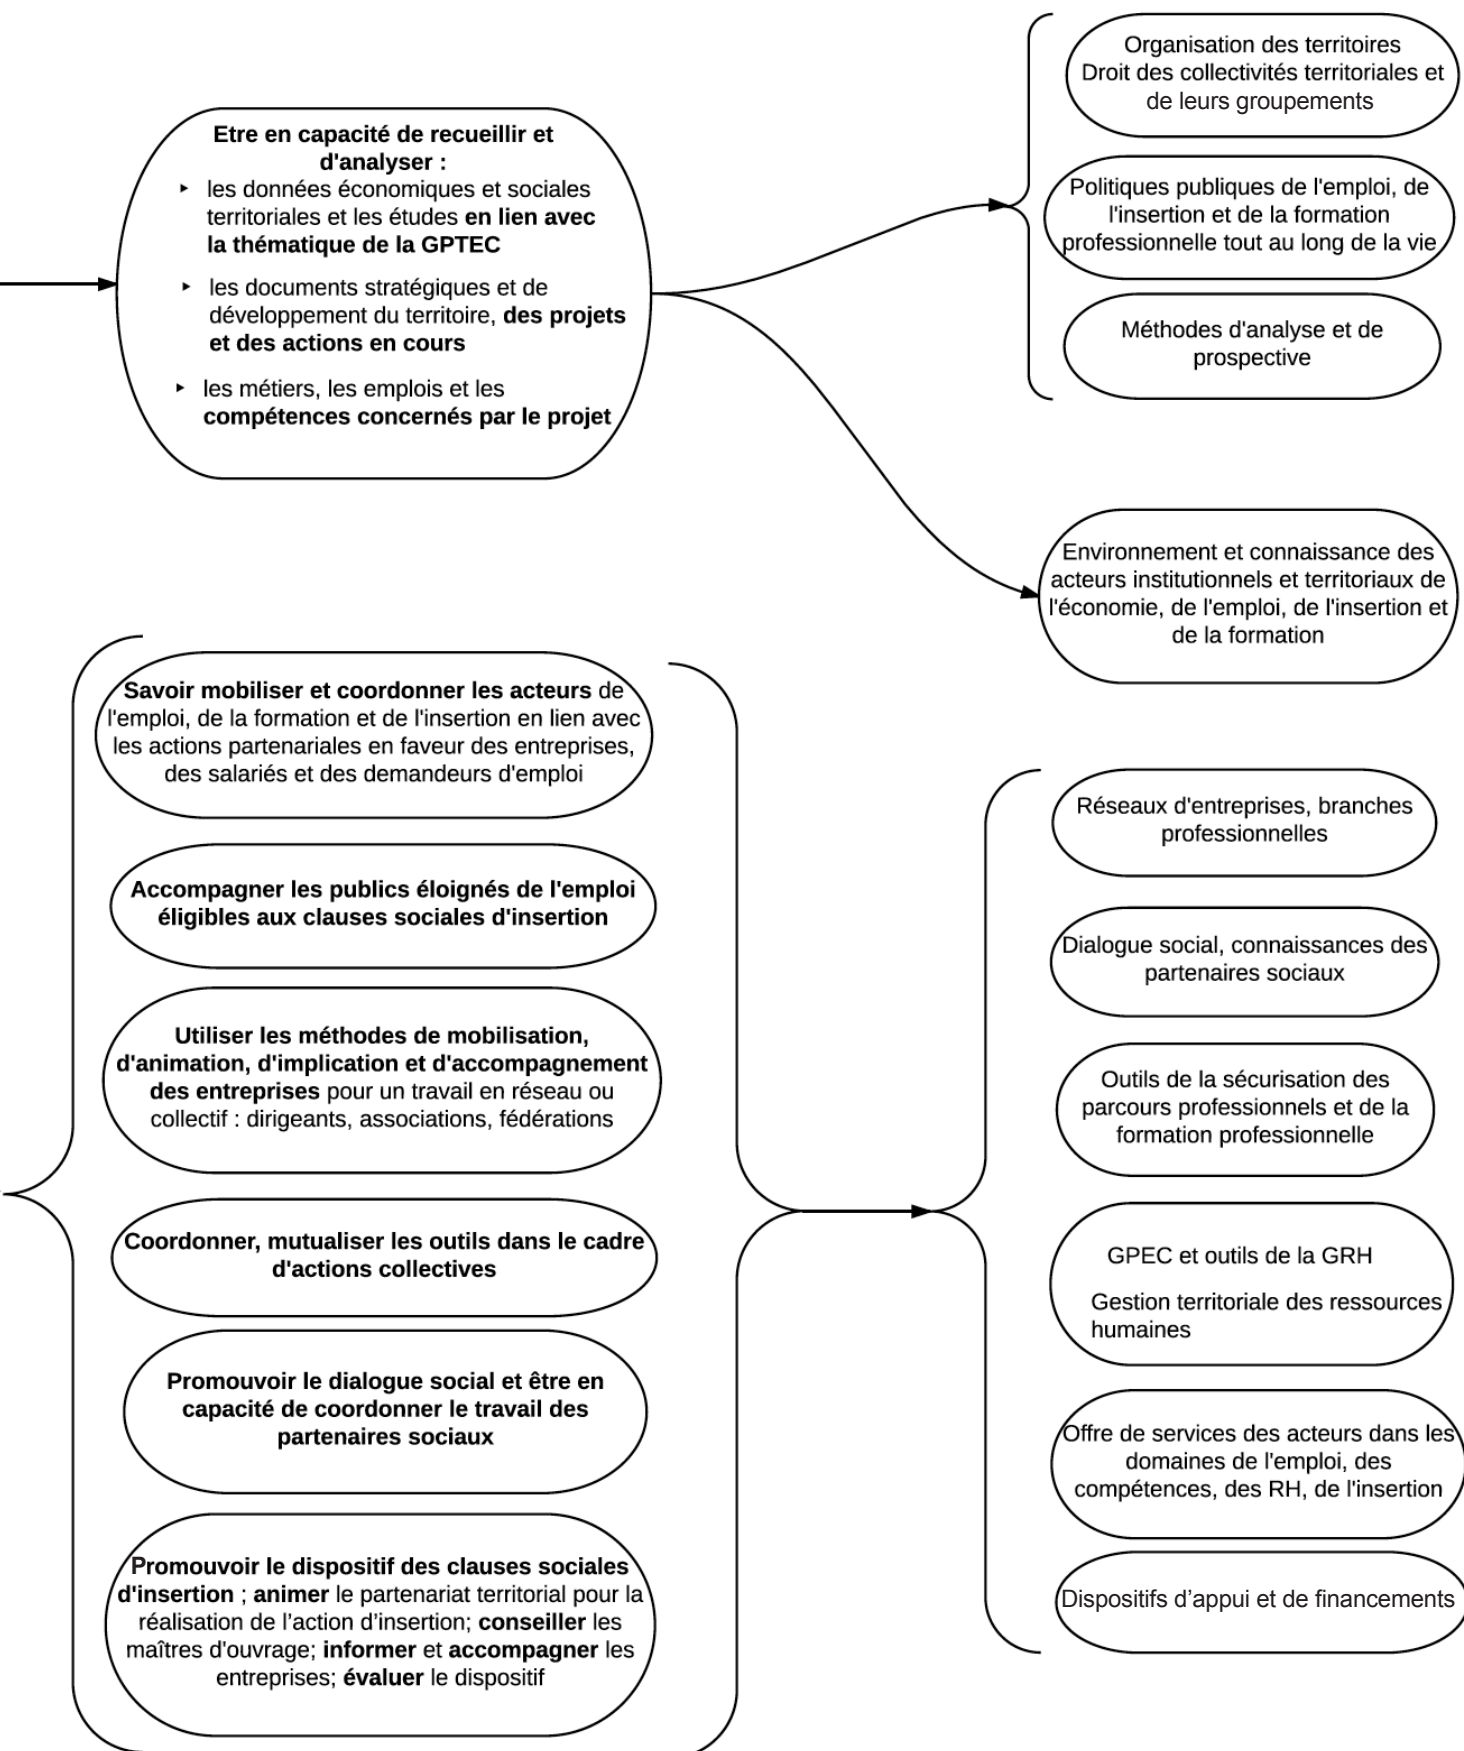 Etre en capacité de recueillir et
d'analyser :
‣ les données économiques et sociales
territoriales et les études en lien avec
la thématique de la GPTEC
‣ les documents stratégiques et de
développement du territoire, des projets
et des actions en cours
‣ les métiers, les emplois et les
compétences concernés par le projet
Organisation des territoires
Droit des collectivités territoriales et
de leurs groupements
Politiques publiques de l'emploi, de
l'insertion et de la formation
professionnelle tout au long de la vie
Méthodes d'analyse et de
prospective
Environnement et connaissance des
acteurs institutionnels et territoriaux de
l'économie, de l'emploi, de l'insertion et
de la formation
Savoir mobiliser et coordonner les acteurs de
l'emploi, de la formation et de l'insertion en lien avec
les actions partenariales en faveur des entreprises,
des salariés et des demandeurs d'emploi
Accompagner les publics éloignés de l'emploi
éligibles aux clauses sociales d'insertion
Utiliser les méthodes de mobilisation,
d'animation, d'implication et d'accompagnement
des entreprises pour un travail en réseau ou
collectif : dirigeants, associations, fédérations
Coordonner, mutualiser les outils dans le cadre
d'actions collectives
Promouvoir le dialogue social et être en
capacité de coordonner le travail des
partenaires sociaux
Promouvoir le dispositif des clauses sociales
d'insertion ; animer le partenariat territorial pour la
réalisation de l’action d’insertion; conseiller les
maîtres d'ouvrage; informer et accompagner les
entreprises; évaluer le dispositif
Réseaux d'entreprises, branches
professionnelles
Dialogue social, connaissances des
partenaires sociaux
Outils de la sécurisation des
parcours professionnels et de la
formation professionnelle
GPEC et outils de la GRH
Gestion territoriale des ressources
humaines
Offre de services des acteurs dans les
domaines de l'emploi, des
compétences, des RH, de l'insertion
Dispositifs d’appui et de financements